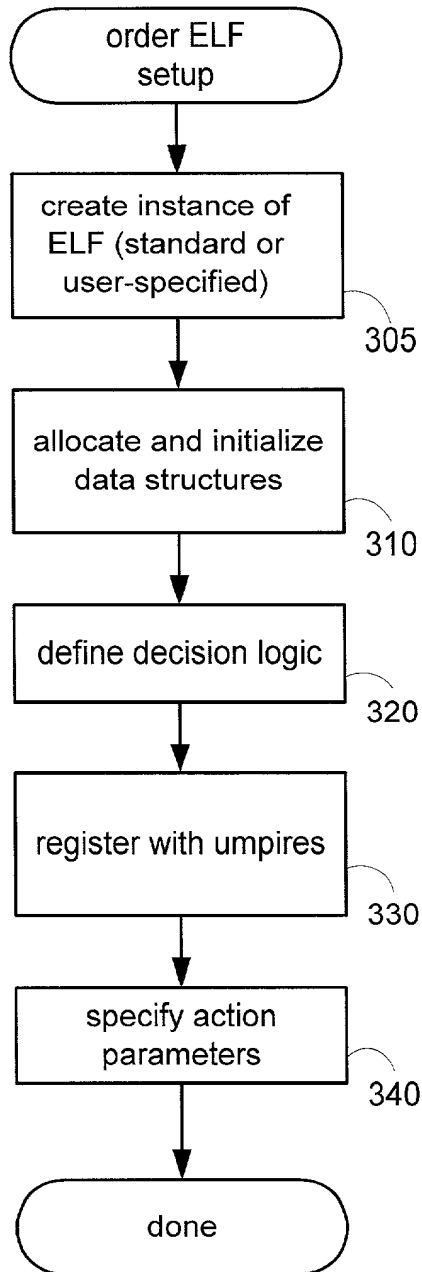 order ELF
setup
create instance of
ELF (standard or
user-specified)
305
allocate and initialize
data structures
310
define decision logic
320
register with umpires
330
specify action
parameters
340
done